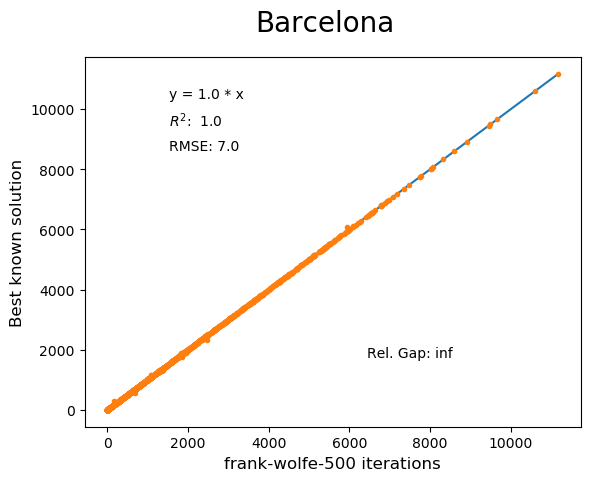 Barcelona
y = 1.0 * x
R²: 1.0
RMSE: 7.0
Rel. Gap: inf
Best known solution
10000
8000
6000
4000
2000
0
0 2000 4000 6000 8000 10000
frank-wolfe-500 iterations